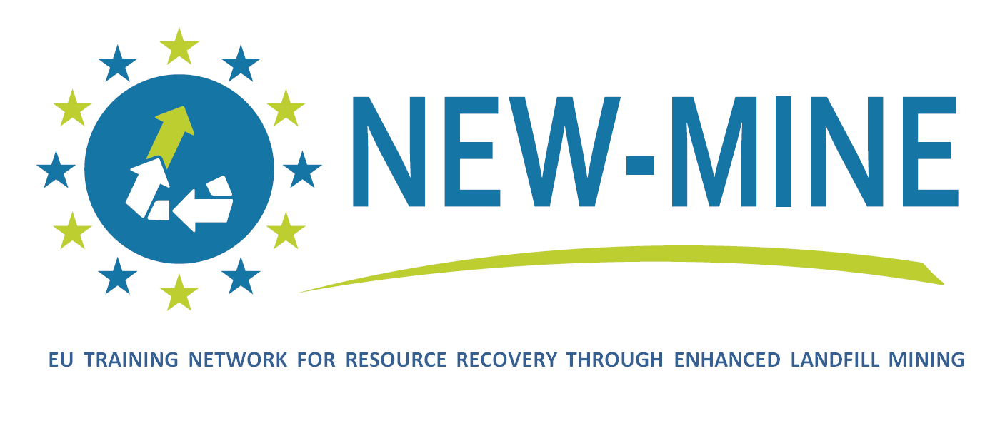 NEW-MINE
EU TRAINING NETWORK FOR RESOURCE RECOVERY THROUGH ENHANCED LANDFILL MINING